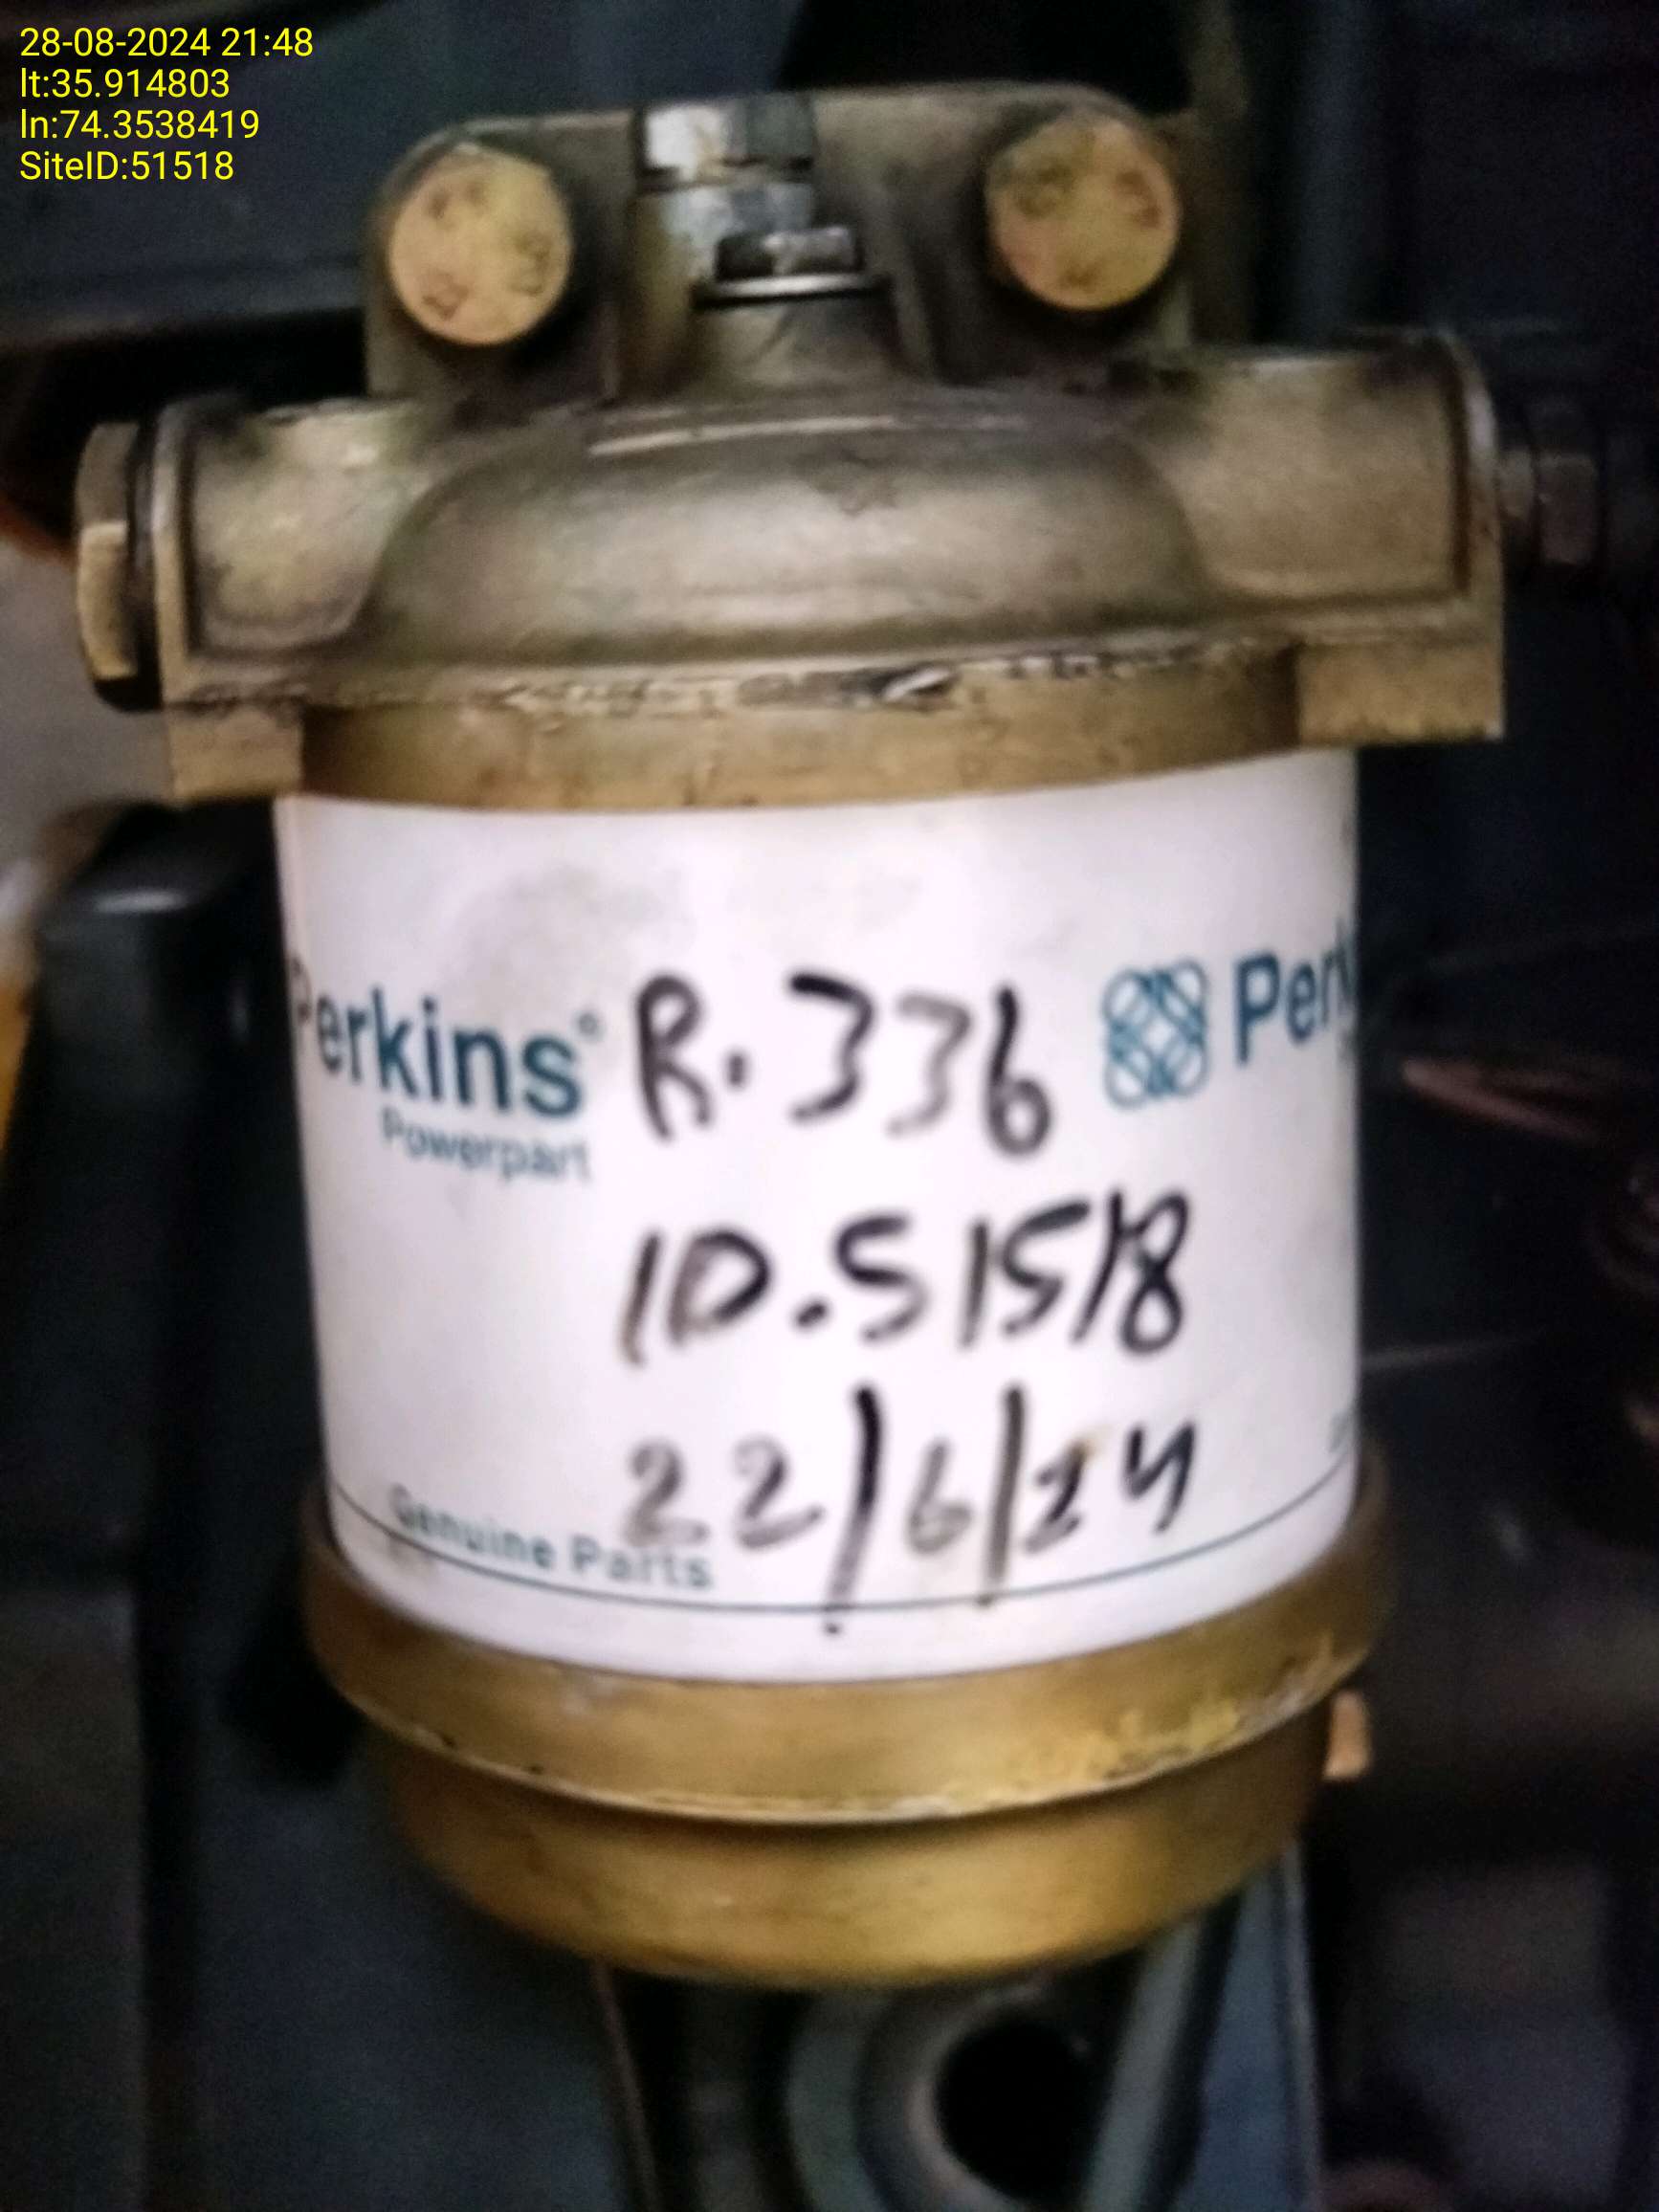 28-08-2024 21:48
lt:35.914803
ln:74.3538419
SiteID:51518
Perkins®
Powerpart
R.336
Perk
ID.51518
22/6/24
Genuine Parts